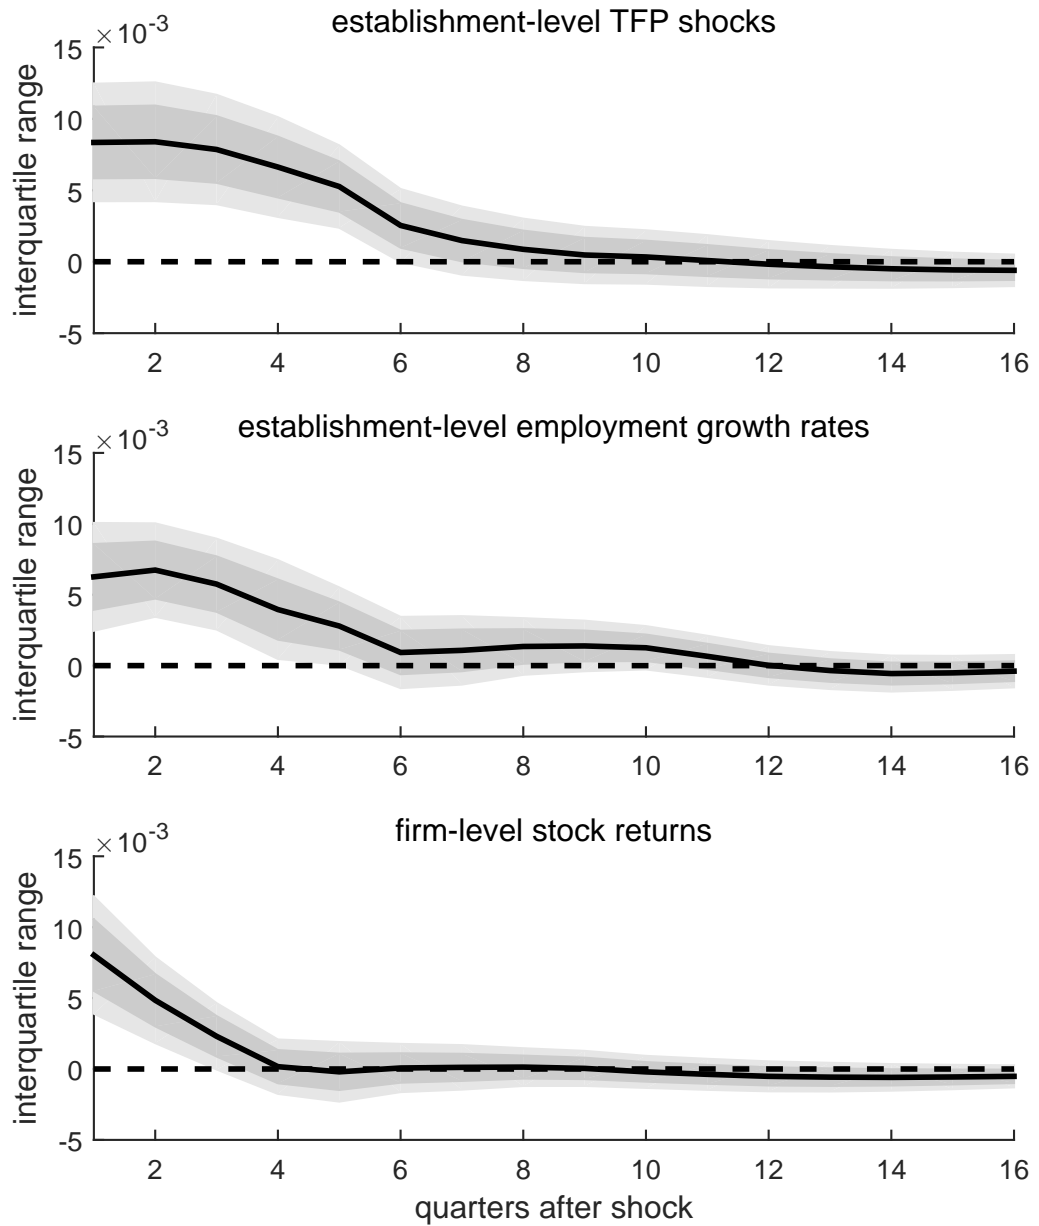 establishment-level TFP shocks
×10⁻³
15
10
5
0
-5
interquartile range
2 4 6 8 10 12 14 16
establishment-level employment growth rates
×10⁻³
15
10
5
0
-5
interquartile range
2 4 6 8 10 12 14 16
firm-level stock returns
×10⁻³
15
10
5
0
-5
interquartile range
2 4 6 8 10 12 14 16
quarters after shock